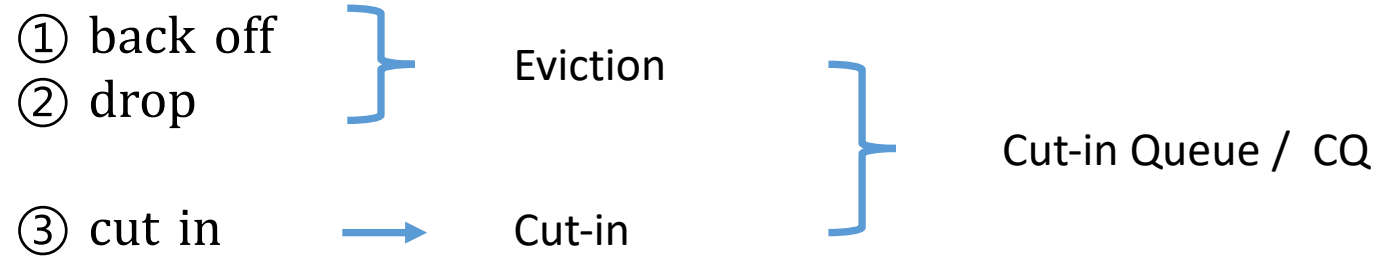 ① back off
② drop
Eviction
③ cut in
Cut-in
Cut-in Queue / CQ